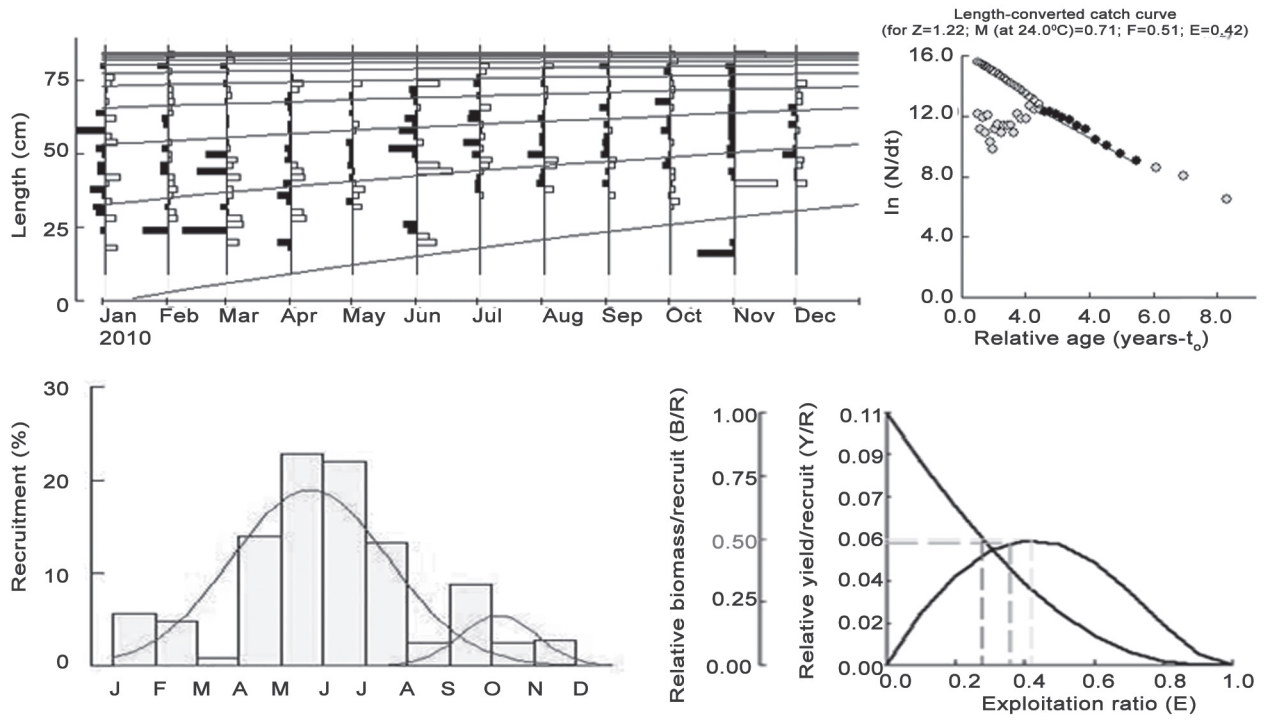 Length (cm)
75
50
25
0
Jan Feb Mar Apr May Jun Jul Aug Sep Oct Nov Dec
2010
Length-converted catch curve
(for Z=1.22; M (at 24.0ºC)=0.71; F=0.51; E=0.42)
ln (N/dt)
16.0
12.0
8.0
4.0
0.0
0.0 4.0 6.0 8.0
Relative age (years-to)
Recruitment (%)
30
20
10
0
J F M A M J J A S O N D
Relative biomass/recruit (B/R)
1.00
0.75
0.50
0.25
0.00
Relative yield/recruit (Y/R)
0.11
0.09
0.07
0.06
0.04
0.02
0.00
0.0 0.2 0.4 0.6 0.8 1.0
Exploitation ratio (E)